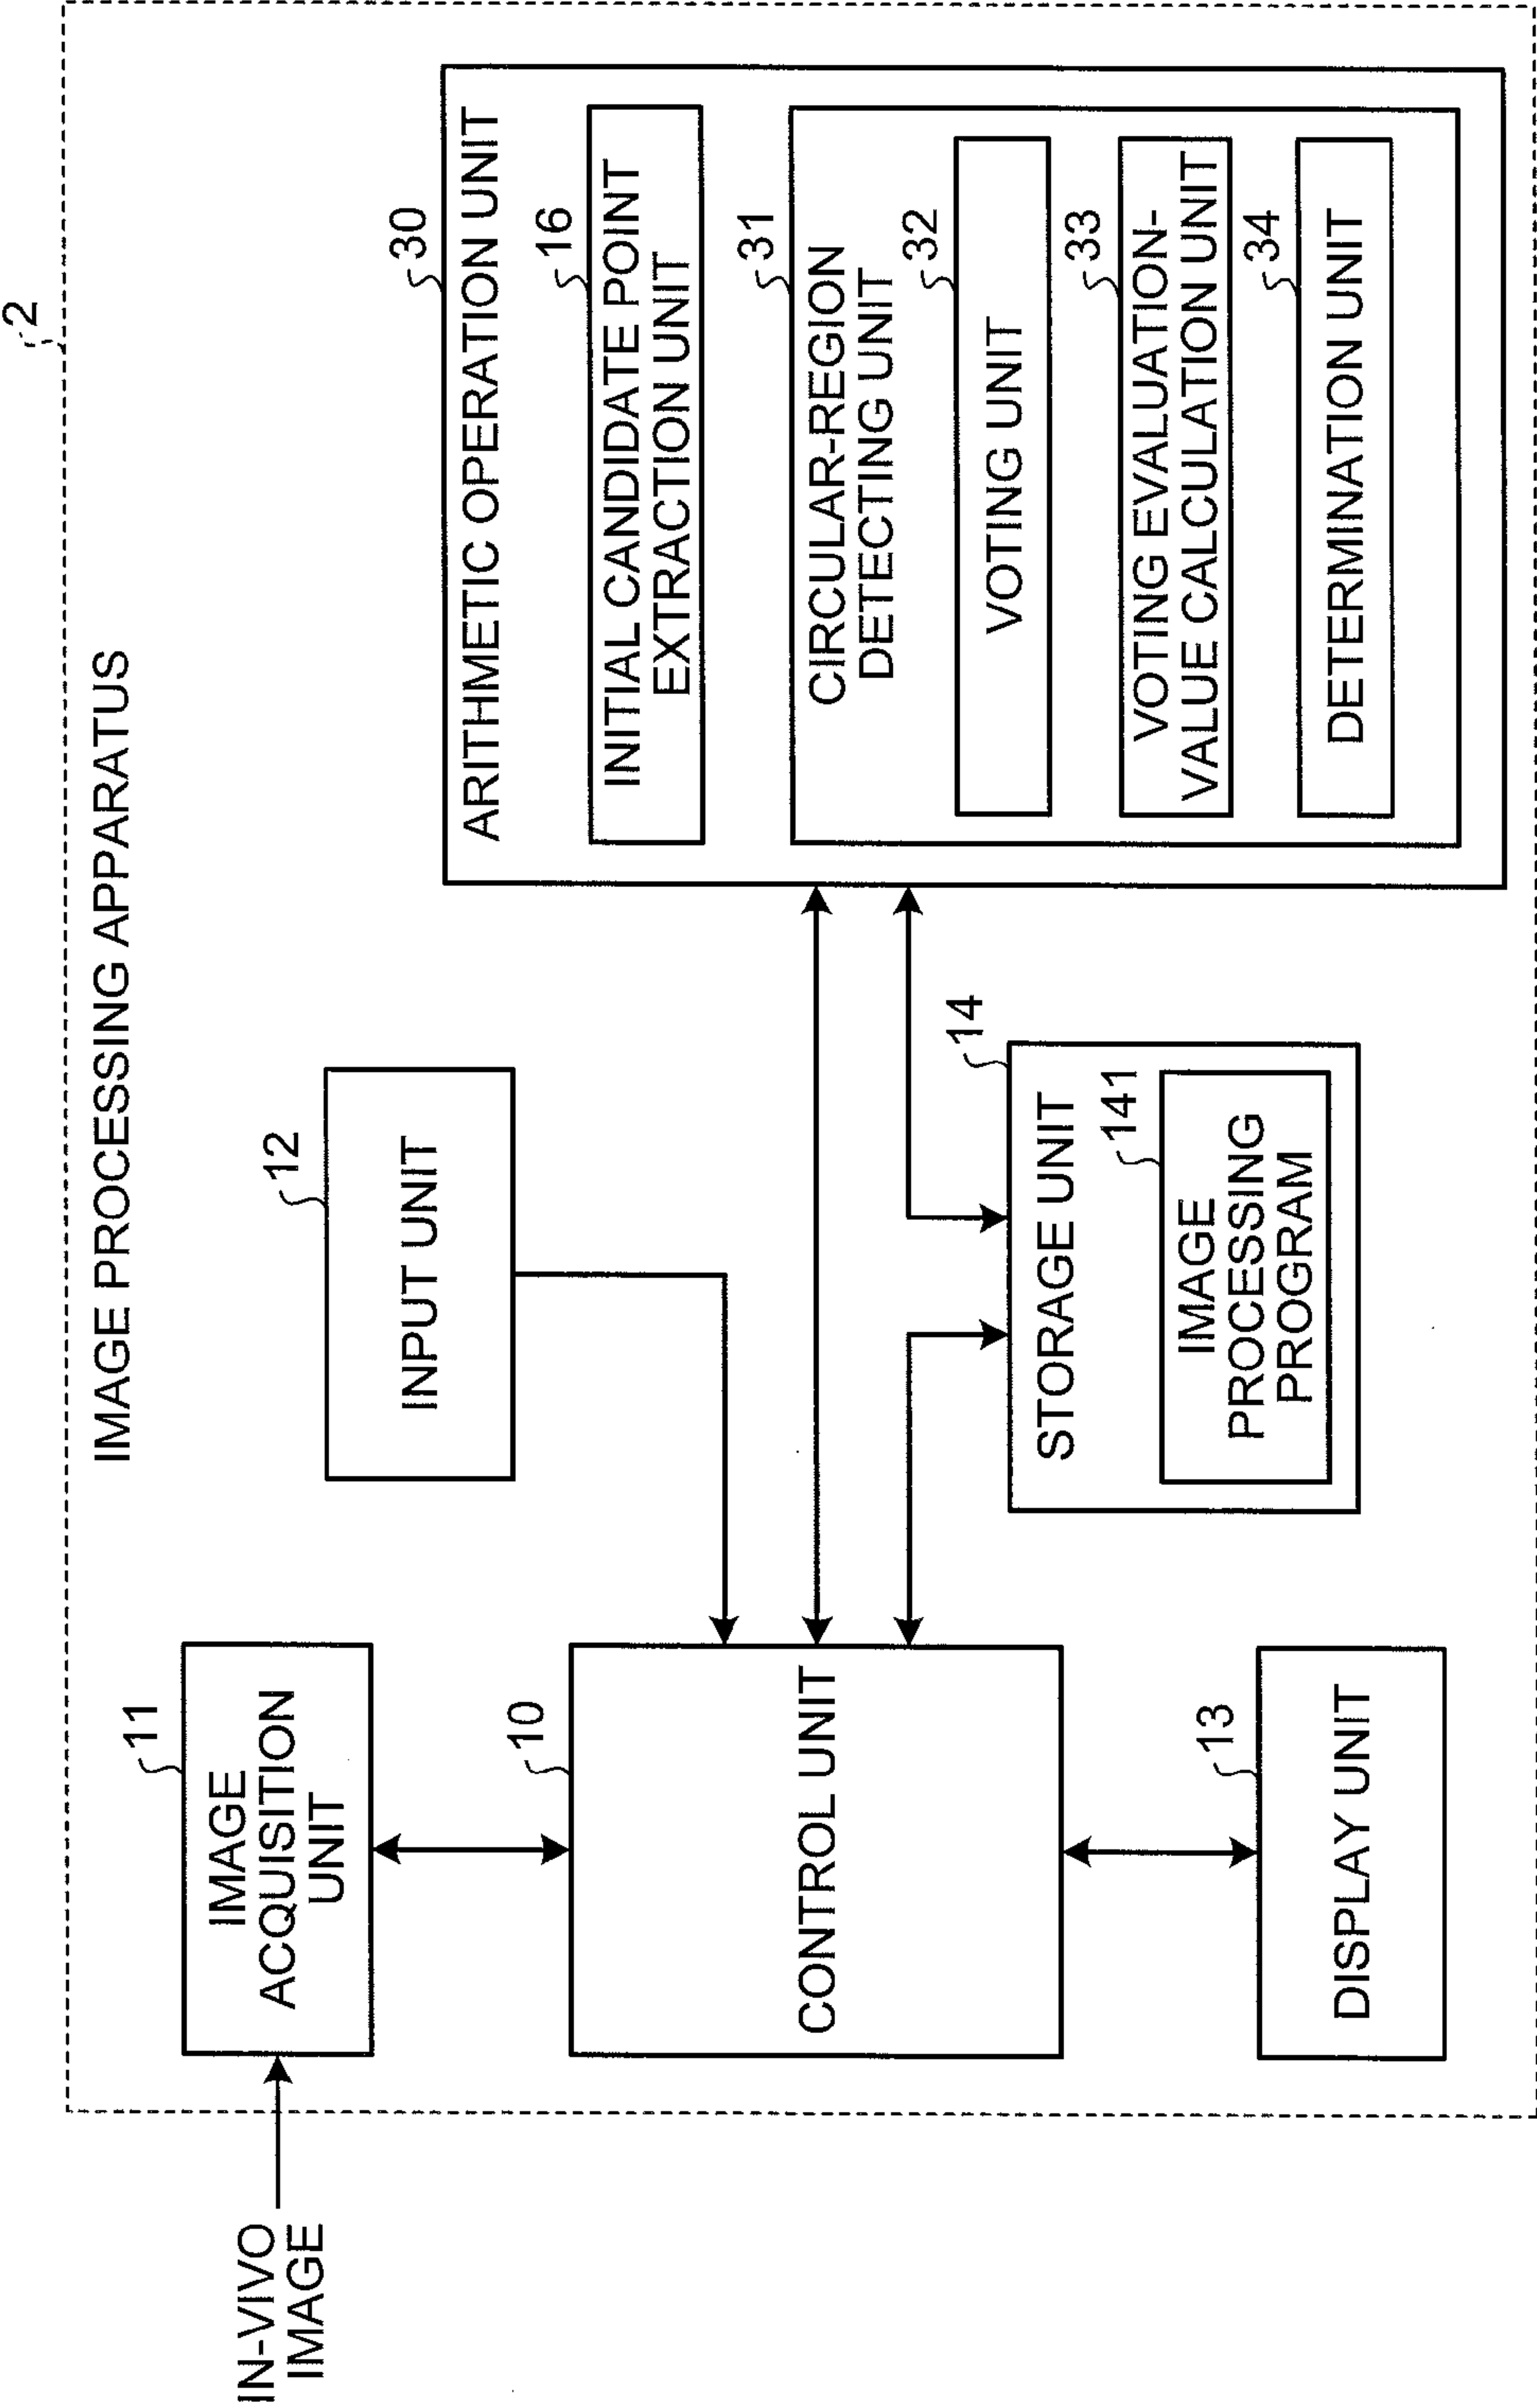 2
IMAGE PROCESSING APPARATUS
IN-VIVO
IMAGE
11
IMAGE
ACQUISITION
UNIT
10
CONTROL UNIT
13
DISPLAY UNIT
12
INPUT UNIT
14
STORAGE UNIT
141
IMAGE
PROCESSING
PROGRAM
30
ARITHMETIC OPERATION UNIT
16
INITIAL CANDIDATE POINT
EXTRACTION UNIT
31
CIRCULAR-REGION
DETECTING UNIT
32
VOTING UNIT
33
VOTING EVALUATION-
VALUE CALCULATION UNIT
34
DETERMINATION UNIT